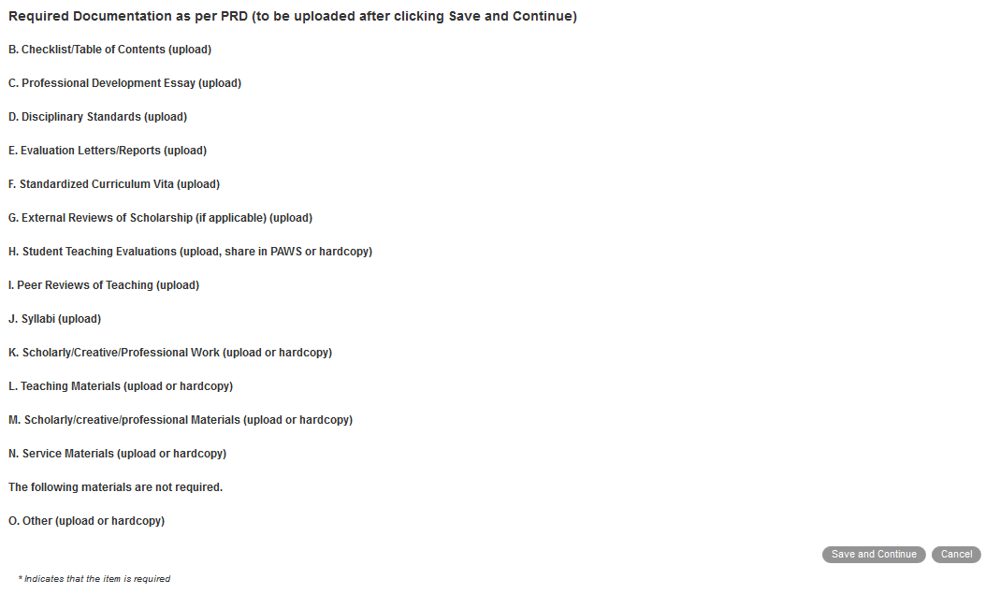 Required Documentation as per PRD (to be uploaded after clicking Save and Continue)
B. Checklist/Table of Contents (upload)
C. Professional Development Essay (upload)
D. Disciplinary Standards (upload)
E. Evaluation Letters/Reports (upload)
F. Standardized Curriculum Vita (upload)
G. External Reviews of Scholarship (if applicable) (upload)
H. Student Teaching Evaluations (upload, share in PAWS or hardcopy)
I. Peer Reviews of Teaching (upload)
J. Syllabi (upload)
K. Scholarly/Creative/Professional Work (upload or hardcopy)
L. Teaching Materials (upload or hardcopy)
M. Scholarly/creative/professional Materials (upload or hardcopy)
N. Service Materials (upload or hardcopy)
The following materials are not required.
O. Other (upload or hardcopy)
Save and Continue Cancel
* Indicates that the item is required